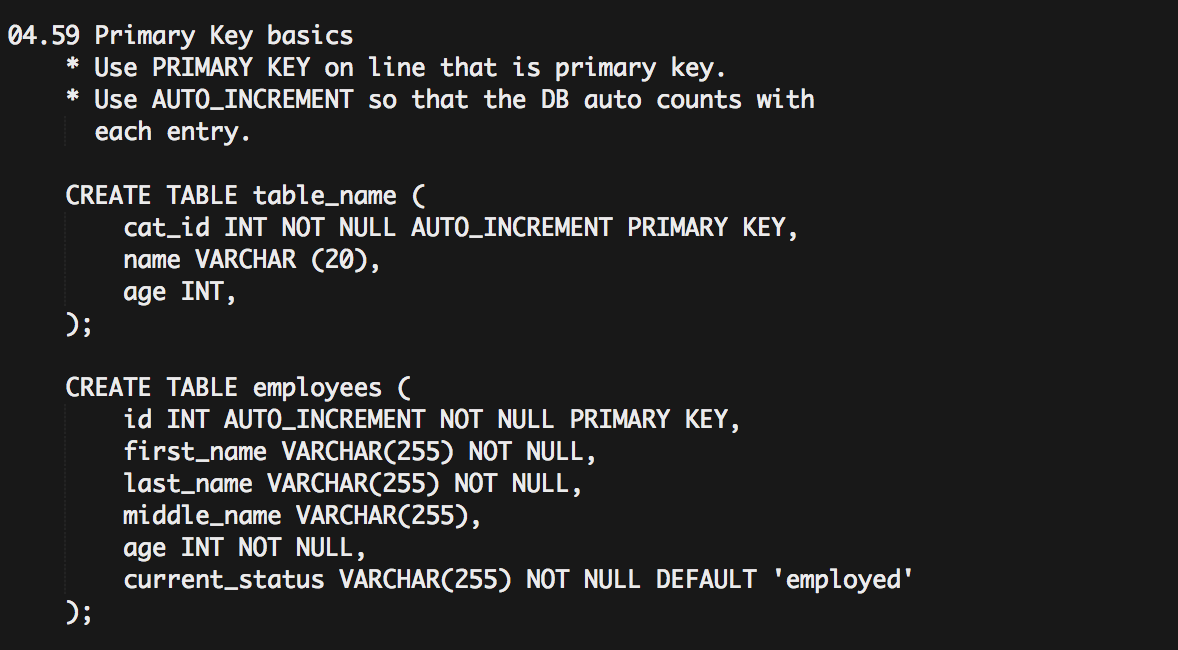 04.59 Primary Key basics
    * Use PRIMARY KEY on line that is primary key.
    * Use AUTO_INCREMENT so that the DB auto counts with
      each entry.

    CREATE TABLE table_name (
        cat_id INT NOT NULL AUTO_INCREMENT PRIMARY KEY,
        name VARCHAR (20),
        age INT,
    );

    CREATE TABLE employees (
        id INT AUTO_INCREMENT NOT NULL PRIMARY KEY,
        first_name VARCHAR(255) NOT NULL,
        last_name VARCHAR(255) NOT NULL,
        middle_name VARCHAR(255),
        age INT NOT NULL,
        current_status VARCHAR(255) NOT NULL DEFAULT 'employed'
    );